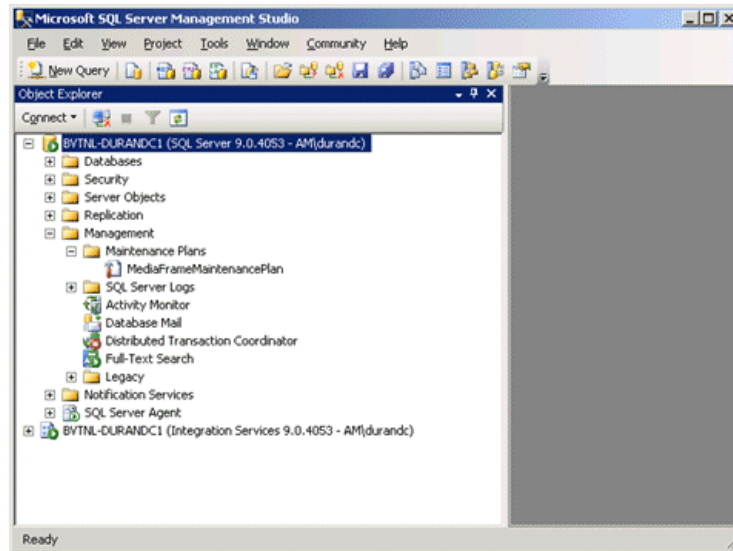 Microsoft SQL Server Management Studio
File Edit View Project Tools Window Community Help
New Query
Object Explorer
Connect
BVTNL-DURANDC1 (SQL Server 9.0.4053 - AM\durandc)
Databases
Security
Server Objects
Replication
Management
Maintenance Plans
MediaFrameMaintenancePlan
SQL Server Logs
Activity Monitor
Database Mail
Distributed Transaction Coordinator
Full-Text Search
Legacy
Notification Services
SQL Server Agent
BVTNL-DURANDC1 (Integration Services 9.0.4053 - AM\durandc)
Ready